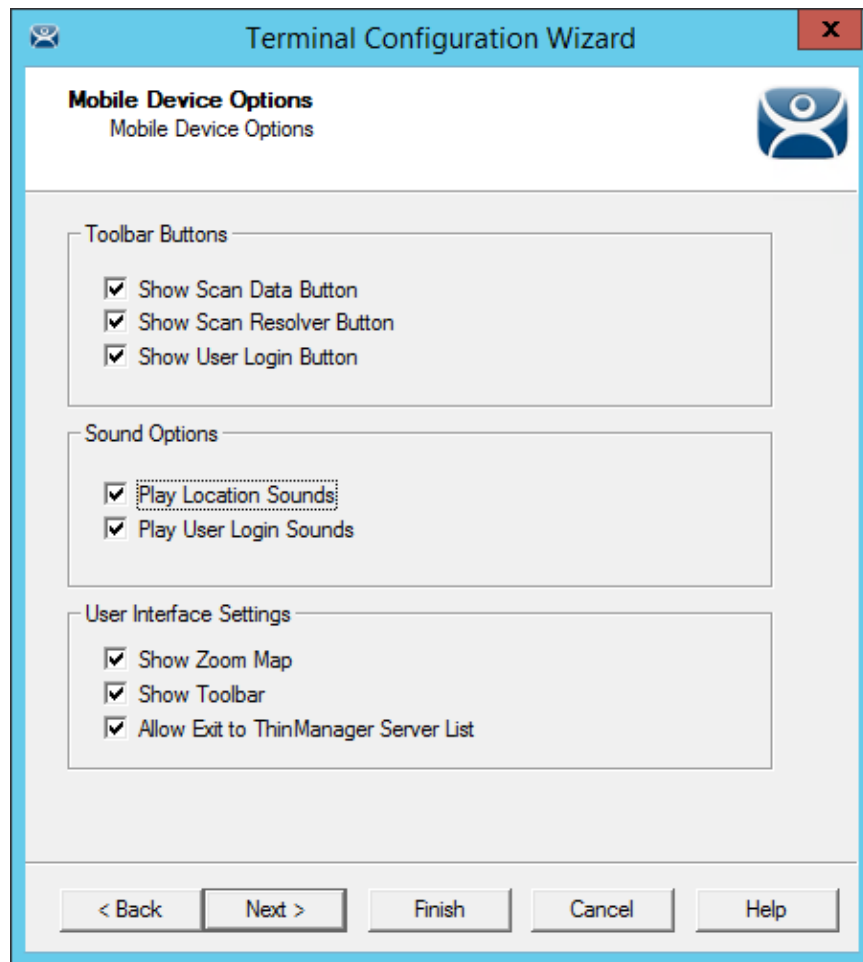 Terminal Configuration Wizard
x
Mobile Device Options
Mobile Device Options
Toolbar Buttons
Show Scan Data Button
Show Scan Resolver Button
Show User Login Button
Sound Options
Play Location Sounds
Play User Login Sounds
User Interface Settings
Show Zoom Map
Show Toolbar
Allow Exit to ThinManager Server List
< Back Next > Finish Cancel Help